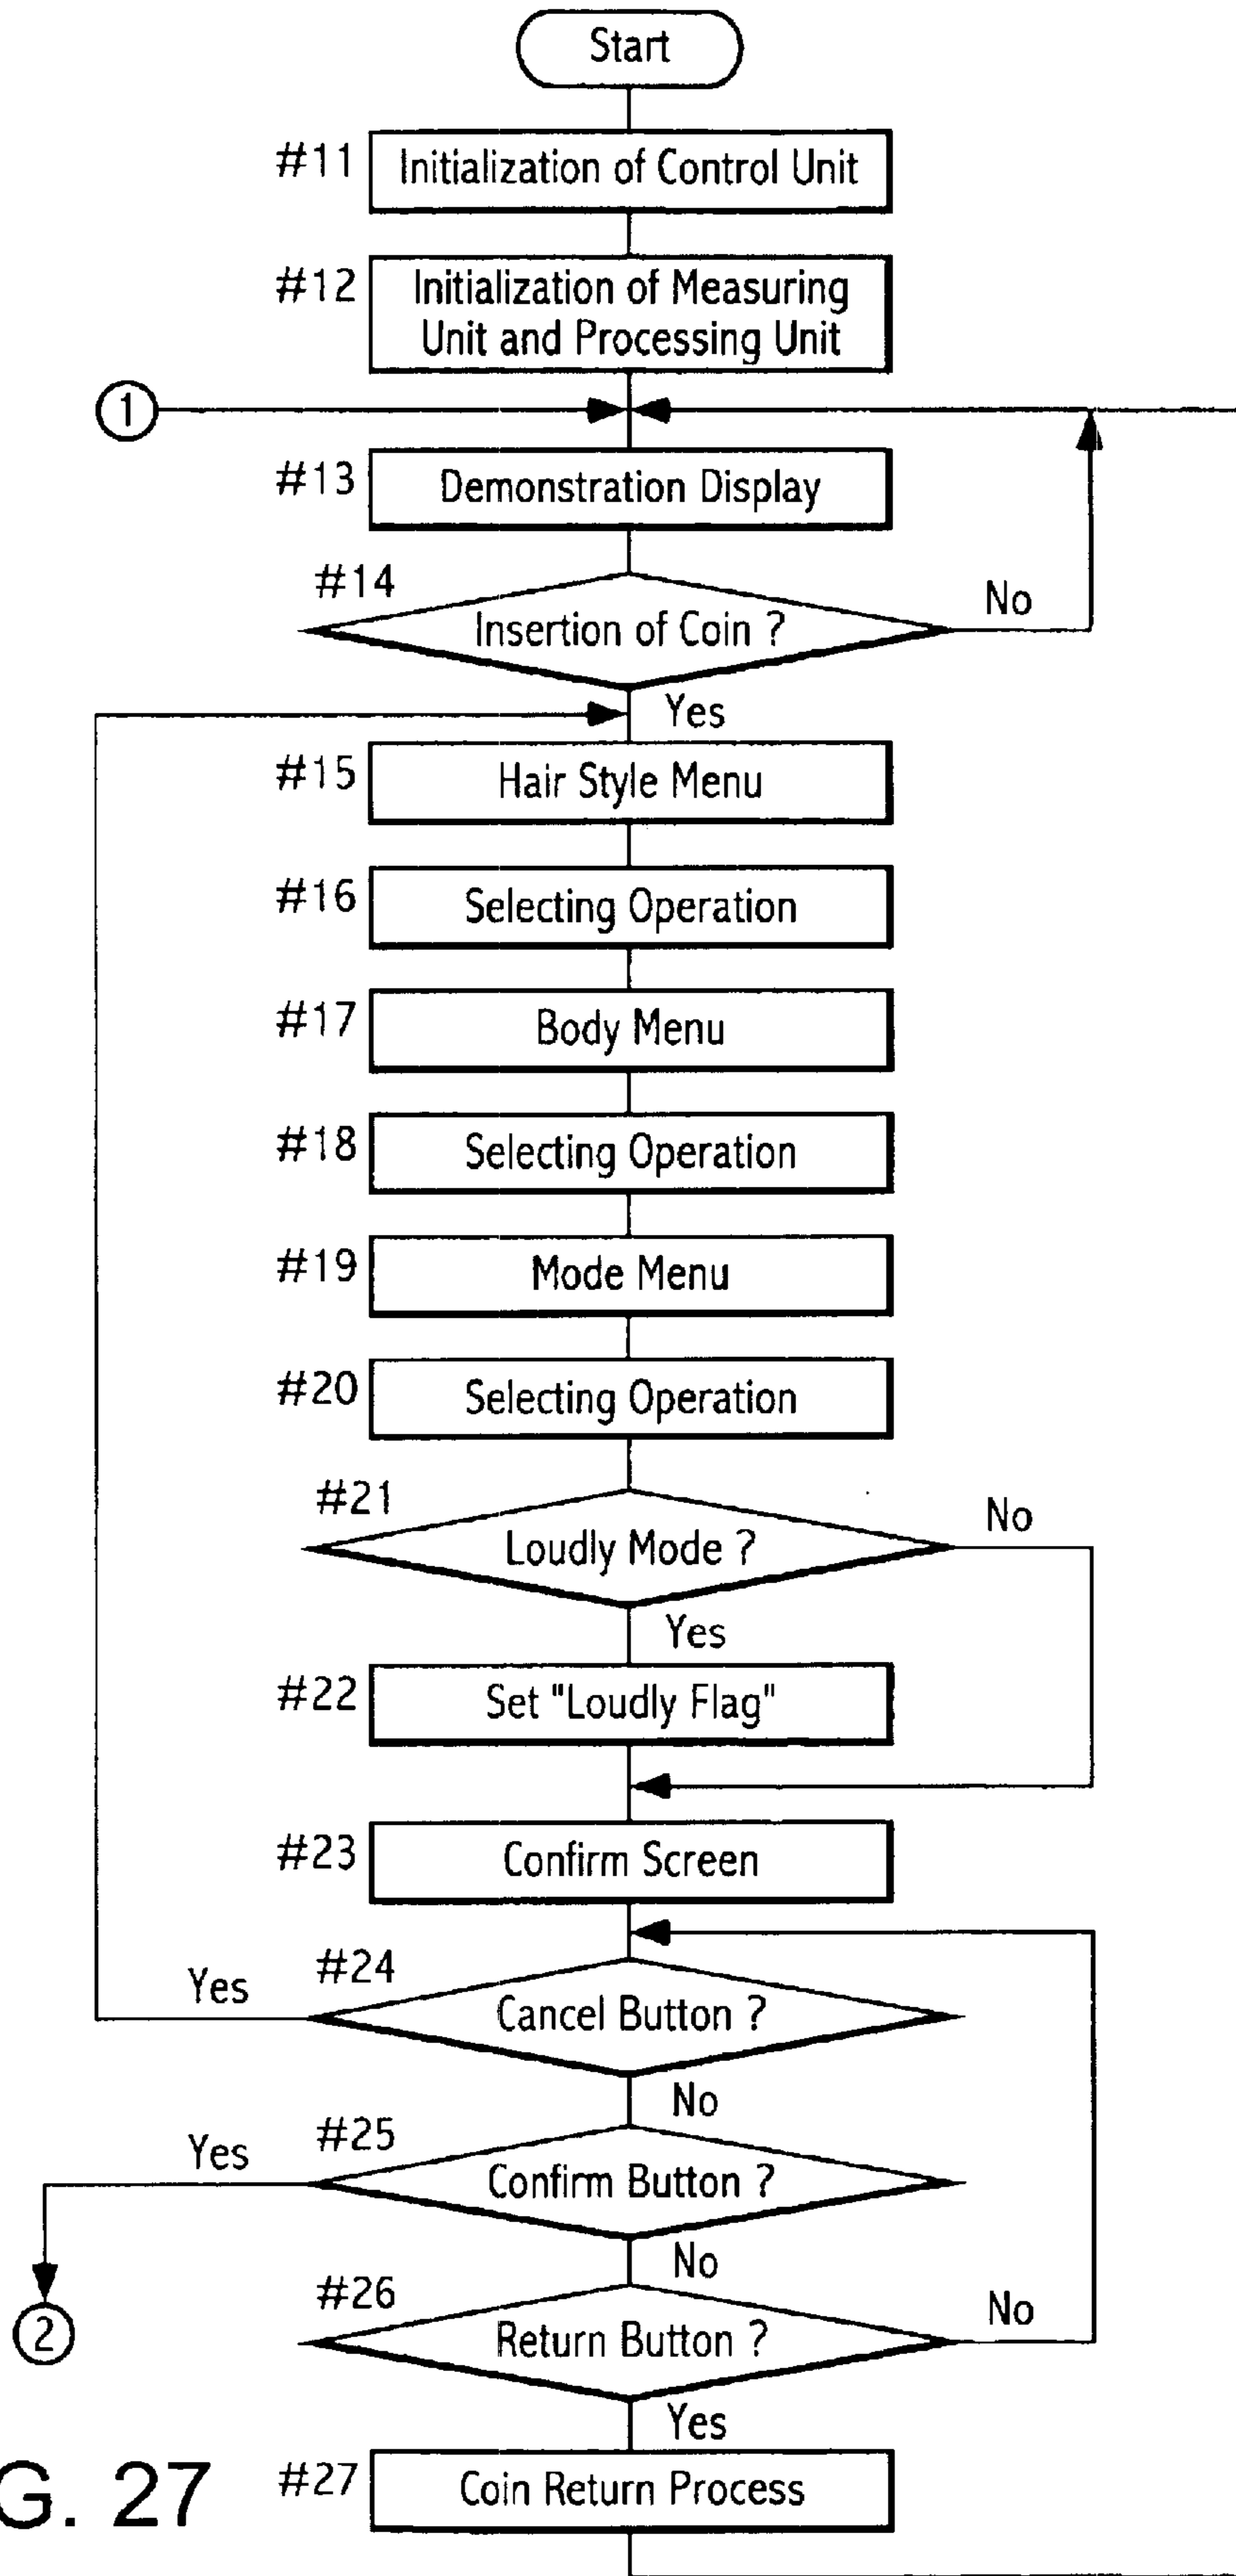 Start
#11 Initialization of Control Unit
#12 Initialization of Measuring
Unit and Processing Unit
1
#13 Demonstration Display
#14
Insertion of Coin ?
No
Yes
#15 Hair Style Menu
#16 Selecting Operation
#17 Body Menu
#18 Selecting Operation
#19 Mode Menu
#20 Selecting Operation
#21
Loudly Mode ?
No
Yes
#22 Set "Loudly Flag"
#23 Confirm Screen
#24
Yes
Cancel Button ?
No
#25
Yes
Confirm Button ?
No
#26
2
Return Button ?
No
Yes
#27 Coin Return Process
G. 27